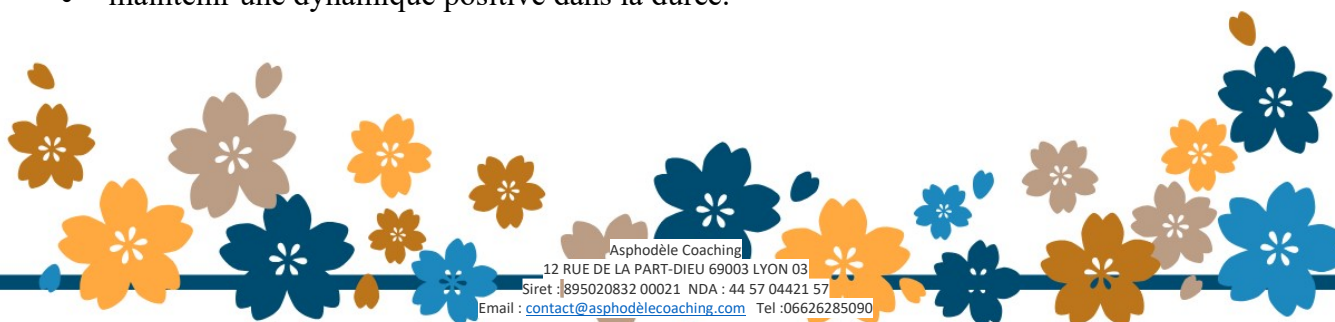 • maintenir une dynamique positive dans la durée.
Asphodèle Coaching
12 RUE DE LA PART-DIEU 69003 LYON 03
Siret : 895020832 00021 NDA : 44 57 04421 57
Email : contact@asphodèlecoaching.com Tel :06626285090